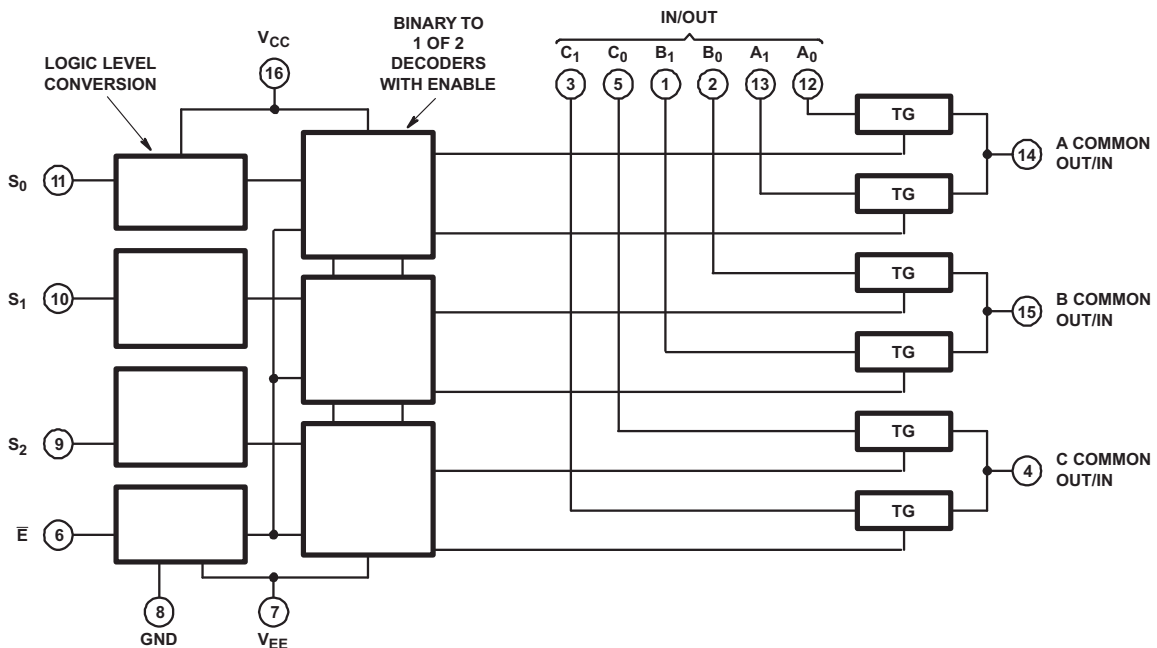 IN/OUT
BINARY TO
1 OF 2
DECODERS
WITH ENABLE
VCC
16
LOGIC LEVEL
CONVERSION
C1 C0 B1 B0 A1 A0
3 5 1 2 13 12
TG
S0 11
14 A COMMON
OUT/IN
TG
TG
S1 10
15 B COMMON
OUT/IN
TG
TG
S2 9
4 C COMMON
OUT/IN
TG
E̅ 6
8
GND
7
VEE